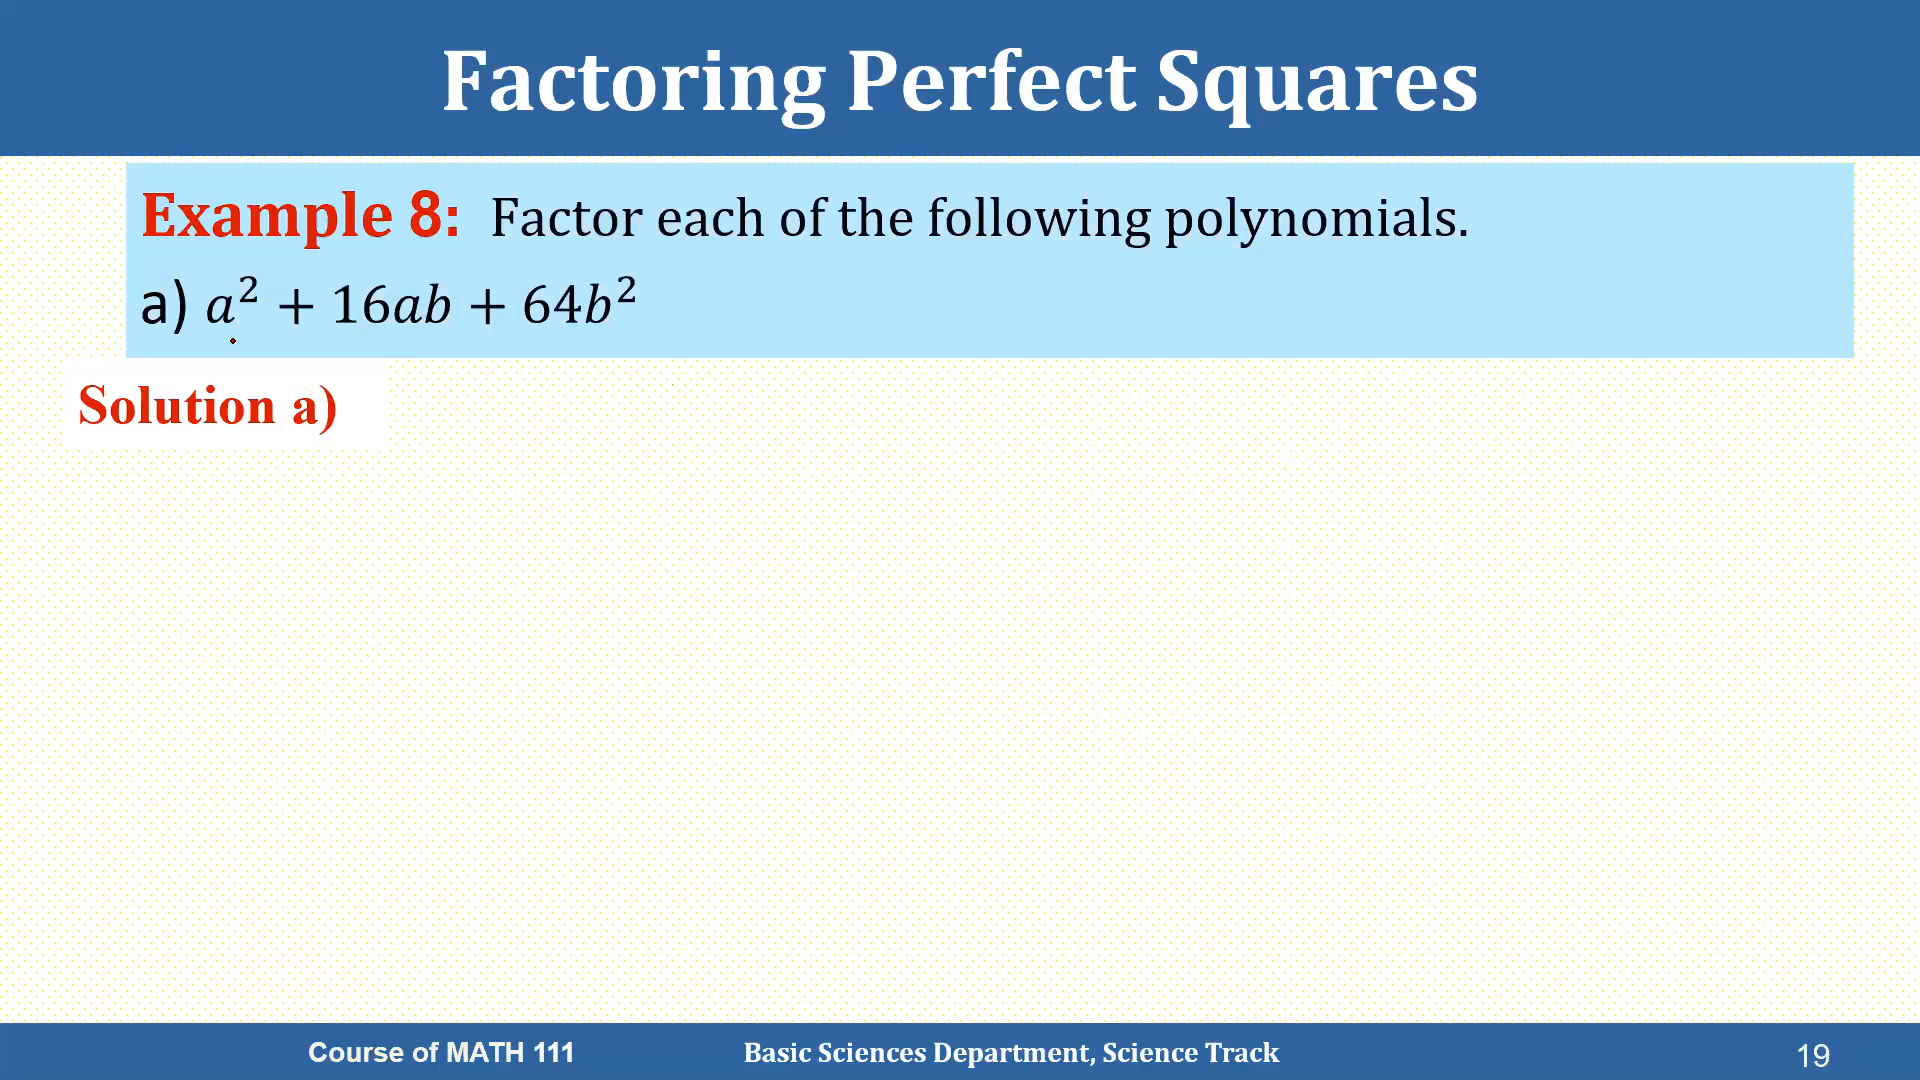 Factoring Perfect Squares
Example 8: Factor each of the following polynomials.
a) a² + 16ab + 64b²
Solution a)
Course of MATH 111
Basic Sciences Department, Science Track
19